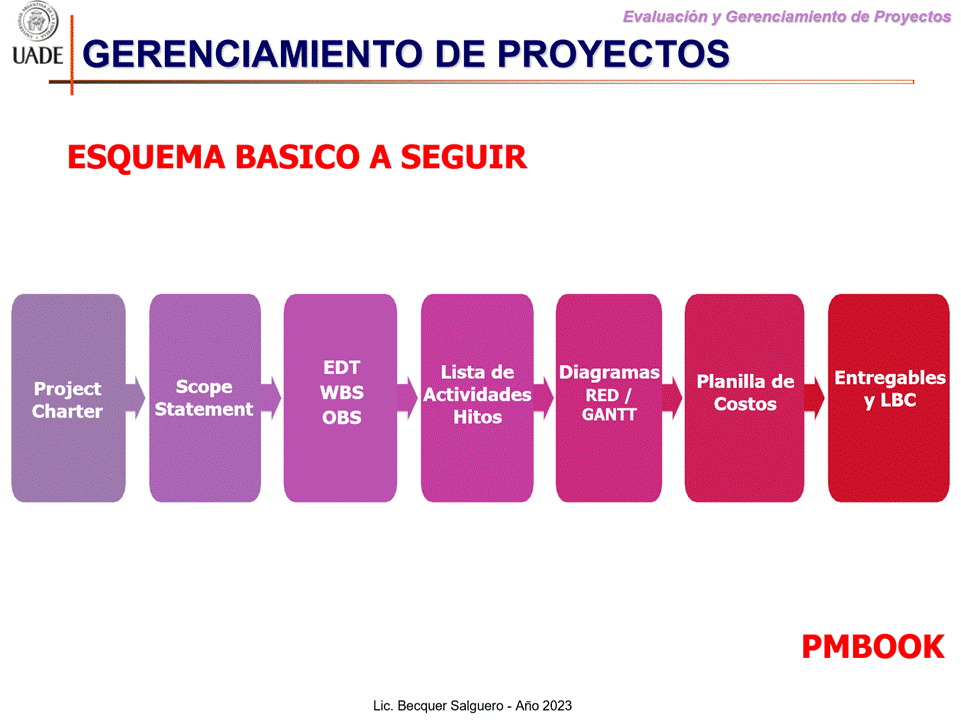 Evaluación y Gerenciamiento de Proyectos
UADE
GERENCIAMIENTO DE PROYECTOS
ESQUEMA BASICO A SEGUIR
Project
Charter
Scope
Statement
EDT
WBS
OBS
Lista de
Actividades
Hitos
Diagramas
RED /
GANTT
Planilla de
Costos
Entregables
y LBC
PMBOOK
Lic. Becquer Salguero - Año 2023